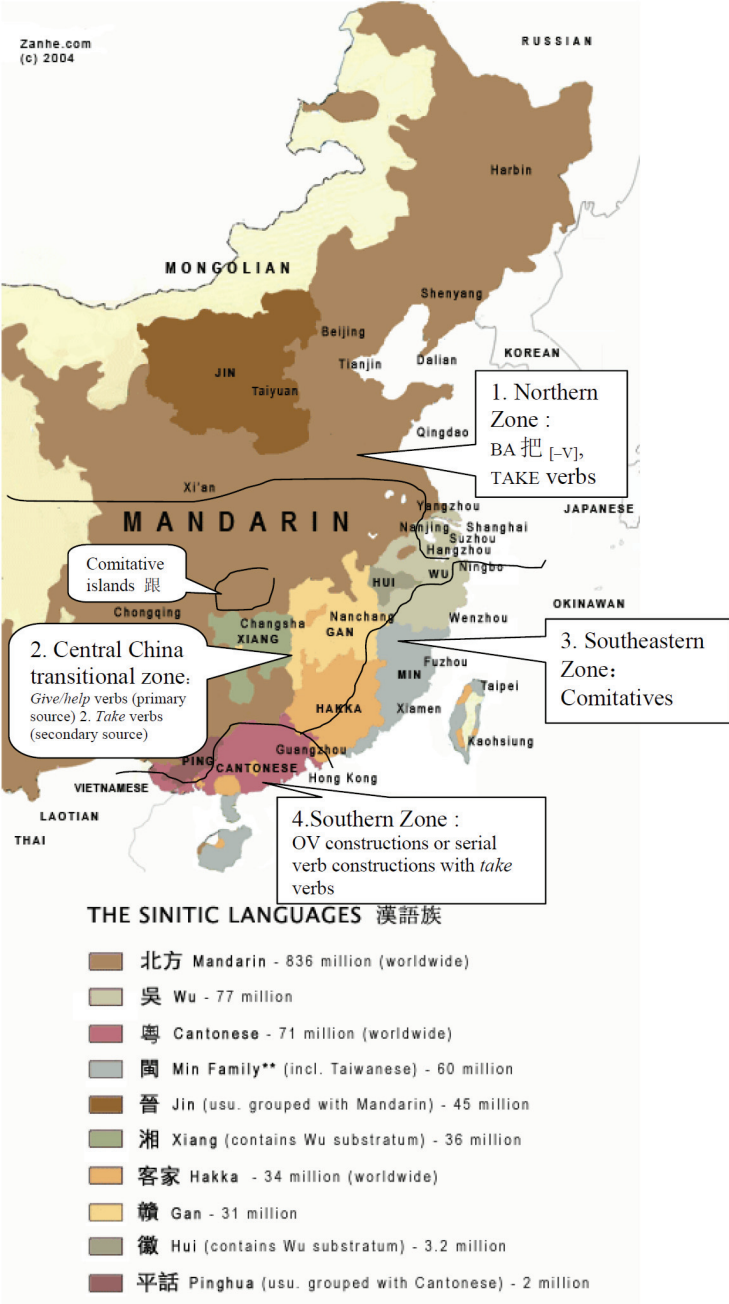 Zanhe.com
(c) 2004
RUSSIAN
Harbin
MONGOLIAN
Shenyang
Beijing
KOREAN
Tianjin
Dalian
JIN
Taiyuan
1. Northern
Zone :
BA 把 [–V],
TAKE verbs
Qingdao
Xi'an
Yangzhou
JAPANESE
MANDARIN
Nanjing
Shanghai
Suzhou
Hangzhou
Comitative
islands 跟
Ningbo
HUI
WU
OKINAWAN
Chongqing
Changsha
Nanchang
Wenzhou
XIANG
GAN
2. Central China
transitional zone:
Give/help verbs (primary
source) 2. Take verbs
(secondary source)
3. Southeastern
Zone:
Comitatives
Fuzhou
MIN
Taipei
HAKKA
Xiamen
Kaohsiung
Guangzhou
PING
CANTONESE
Hong Kong
VIETNAMESE
LAOTIAN
THAI
4.Southern Zone :
OV constructions or serial
verb constructions with take
verbs
THE SINITIC LANGUAGES 漢語族
北方 Mandarin - 836 million (worldwide)
吳 Wu - 77 million
粵 Cantonese - 71 million (worldwide)
閩 Min Family** (incl. Taiwanese) - 60 million
晉 Jin (usu. grouped with Mandarin) - 45 million
湘 Xiang (contains Wu substratum) - 36 million
客家 Hakka - 34 million (worldwide)
贛 Gan - 31 million
徽 Hui (contains Wu substratum) - 3.2 million
平話 Pinghua (usu. grouped with Cantonese) - 2 million